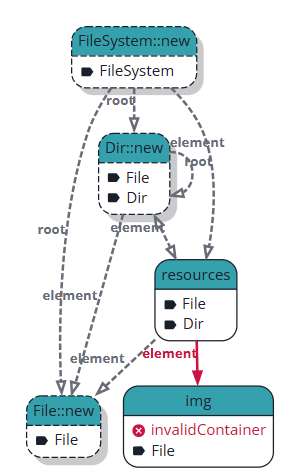 FileSystem::new
FileSystem
root
Dir::new
element
root
File
Dir
root
element
resources
File
Dir
element
element
element
File::new
File
img
invalidContainer
File